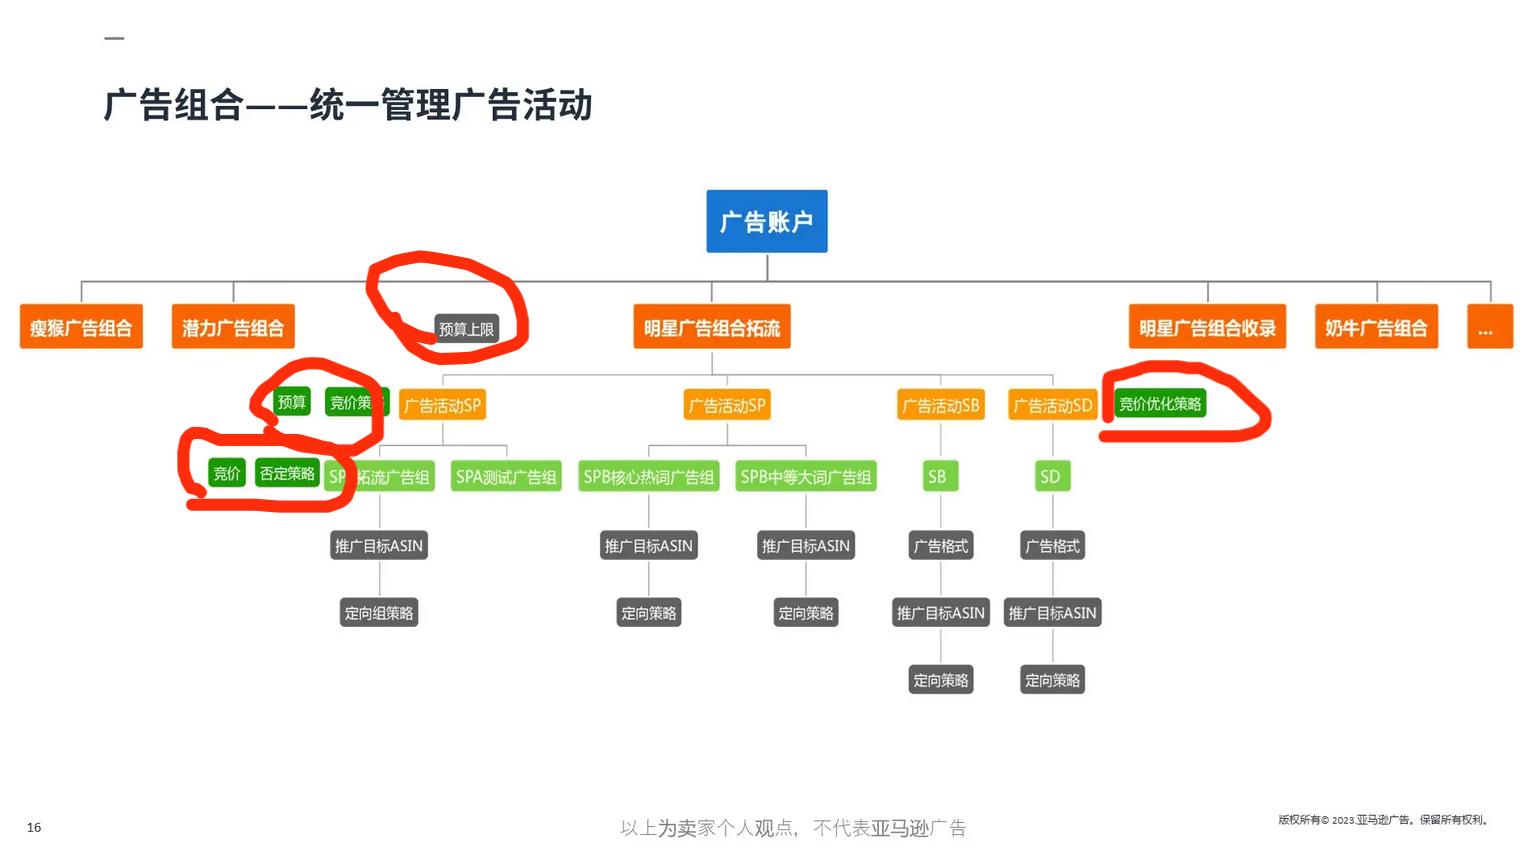 广告组合——统一管理广告活动
广告账户
瘦猴广告组合 潜力广告组合 预算上限 明星广告组合拓流 明星广告组合收录 奶牛广告组合 ...
预算 竞价策略 广告活动SP 广告活动SP 广告活动SB 广告活动SD 竞价优化策略
竞价 否定策略 SP 拓流广告组 SPA测试广告组 SPB核心热词广告组 SPB中等大词广告组 SB SD
推广目标ASIN 推广目标ASIN 推广目标ASIN 广告格式 广告格式
定向组策略 定向策略 定向策略 推广目标ASIN 推广目标ASIN
定向策略 定向策略
16 以上为卖家个人观点，不代表亚马逊广告 版权所有© 2023.亚马逊广告。保留所有权利。